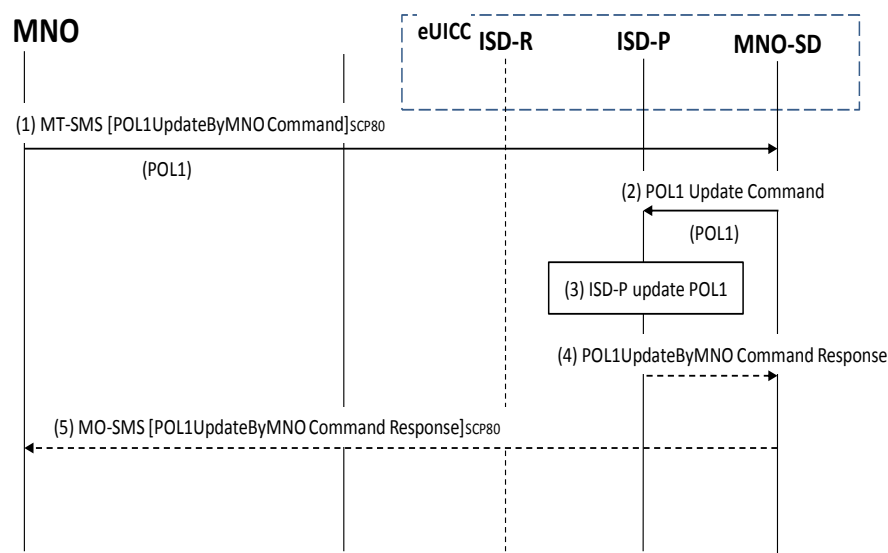 MNO
eUICC
ISD-R
ISD-P
MNO-SD
(1) MT-SMS [POL1UpdateByMNO Command]SCP80
(POL1)
(2) POL1 Update Command
(POL1)
(3) ISD-P update POL1
(4) POL1UpdateByMNO Command Response
(5) MO-SMS [POL1UpdateByMNO Command Response]SCP80